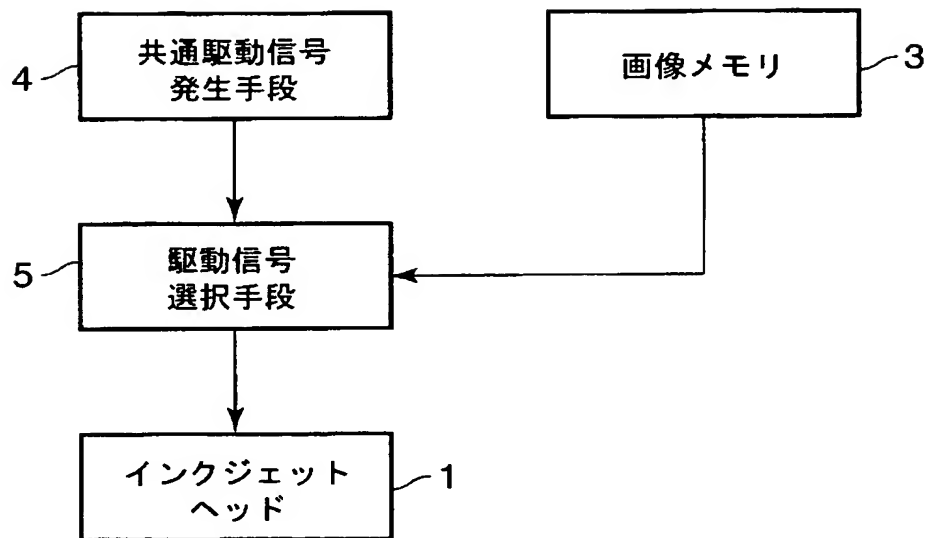 4
共通駆動信号
発生手段
画像メモリ
3
5
駆動信号
選択手段
インクジェット
ヘッド
1